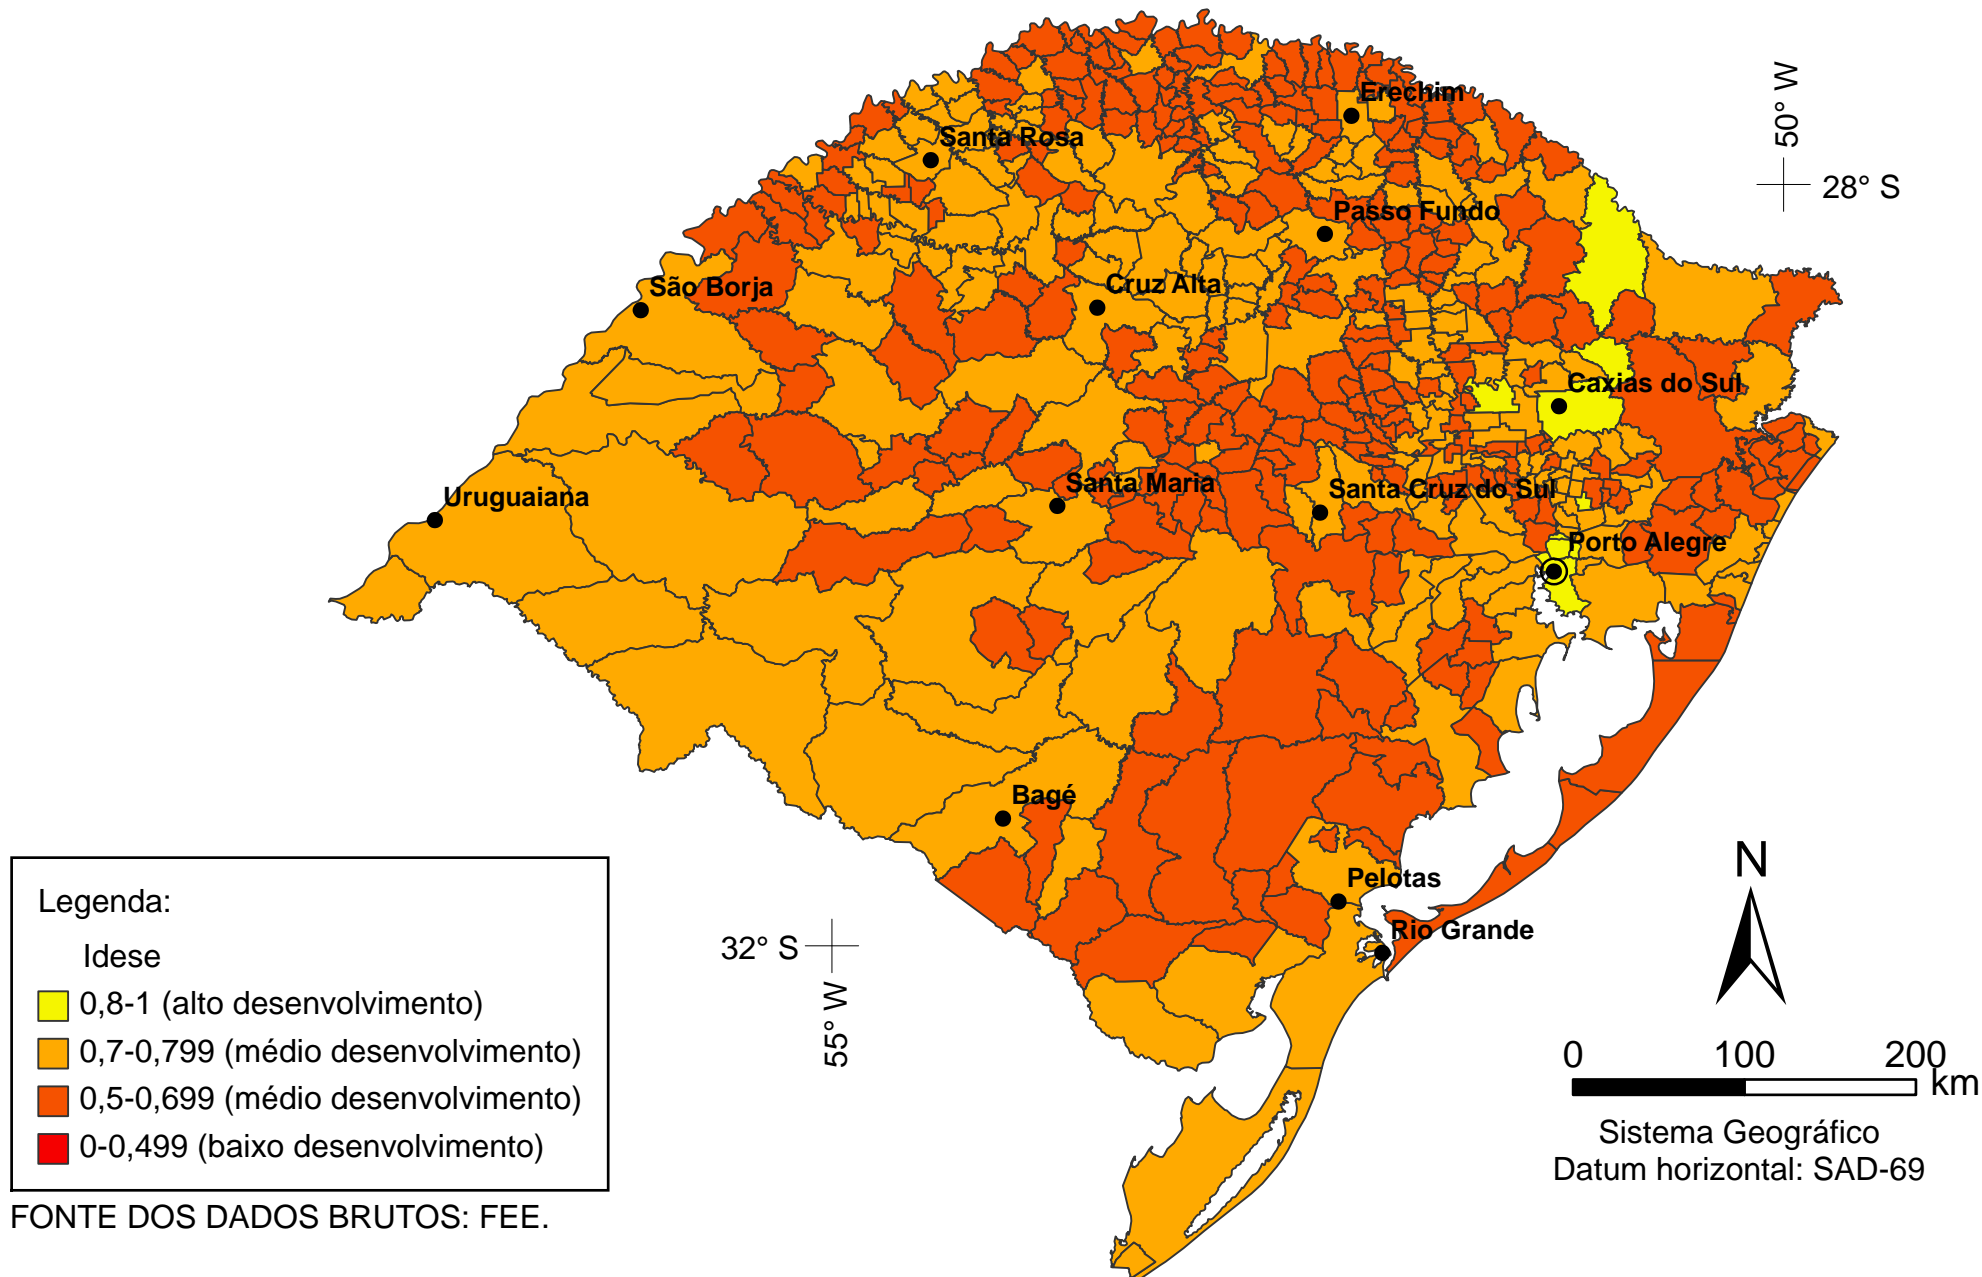 Erechim
50° W
Santa Rosa
28° S
Passo Fundo
São Borja
Cruz Alta
Caxias do Sul
Uruguaiana
Santa Maria
Santa Cruz do Sul
Porto Alegre
Bagé
Pelotas
Rio Grande
32° S
55° W
Legenda:
Idese
0,8-1 (alto desenvolvimento)
0,7-0,799 (médio desenvolvimento)
0,5-0,699 (médio desenvolvimento)
0-0,499 (baixo desenvolvimento)
FONTE DOS DADOS BRUTOS: FEE.
N
0 100 200
km
Sistema Geográfico
Datum horizontal: SAD-69